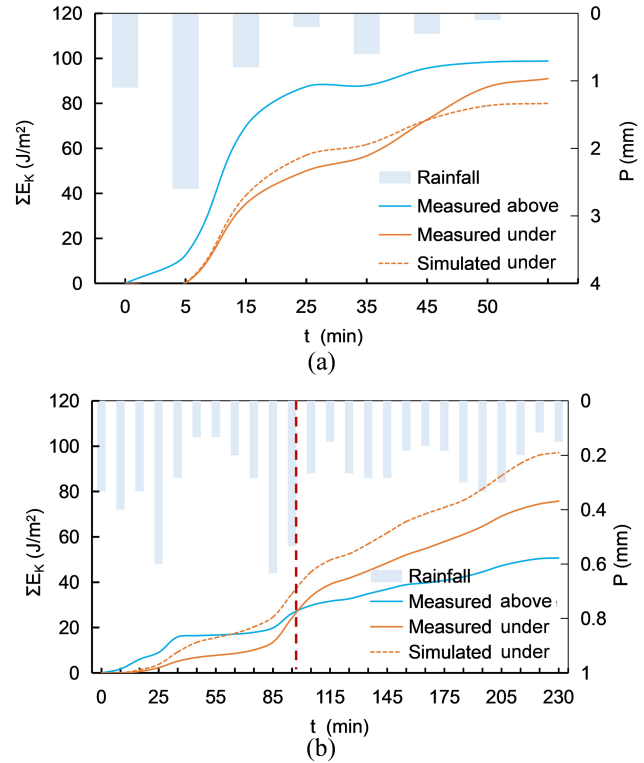 120
100
80
60
40
20
0
ΣE_K (J/m²)
0
1
2
3
4
P (mm)
Rainfall
Measured above
Measured under
Simulated under
0 5 15 25 35 45 50
t (min)
(a)
120
100
80
60
40
20
0
ΣE_K (J/m²)
0
0.2
0.4
0.6
0.8
1
P (mm)
Rainfall
Measured above
Measured under
Simulated under
0 25 55 85 115 145 175 205 230
t (min)
(b)